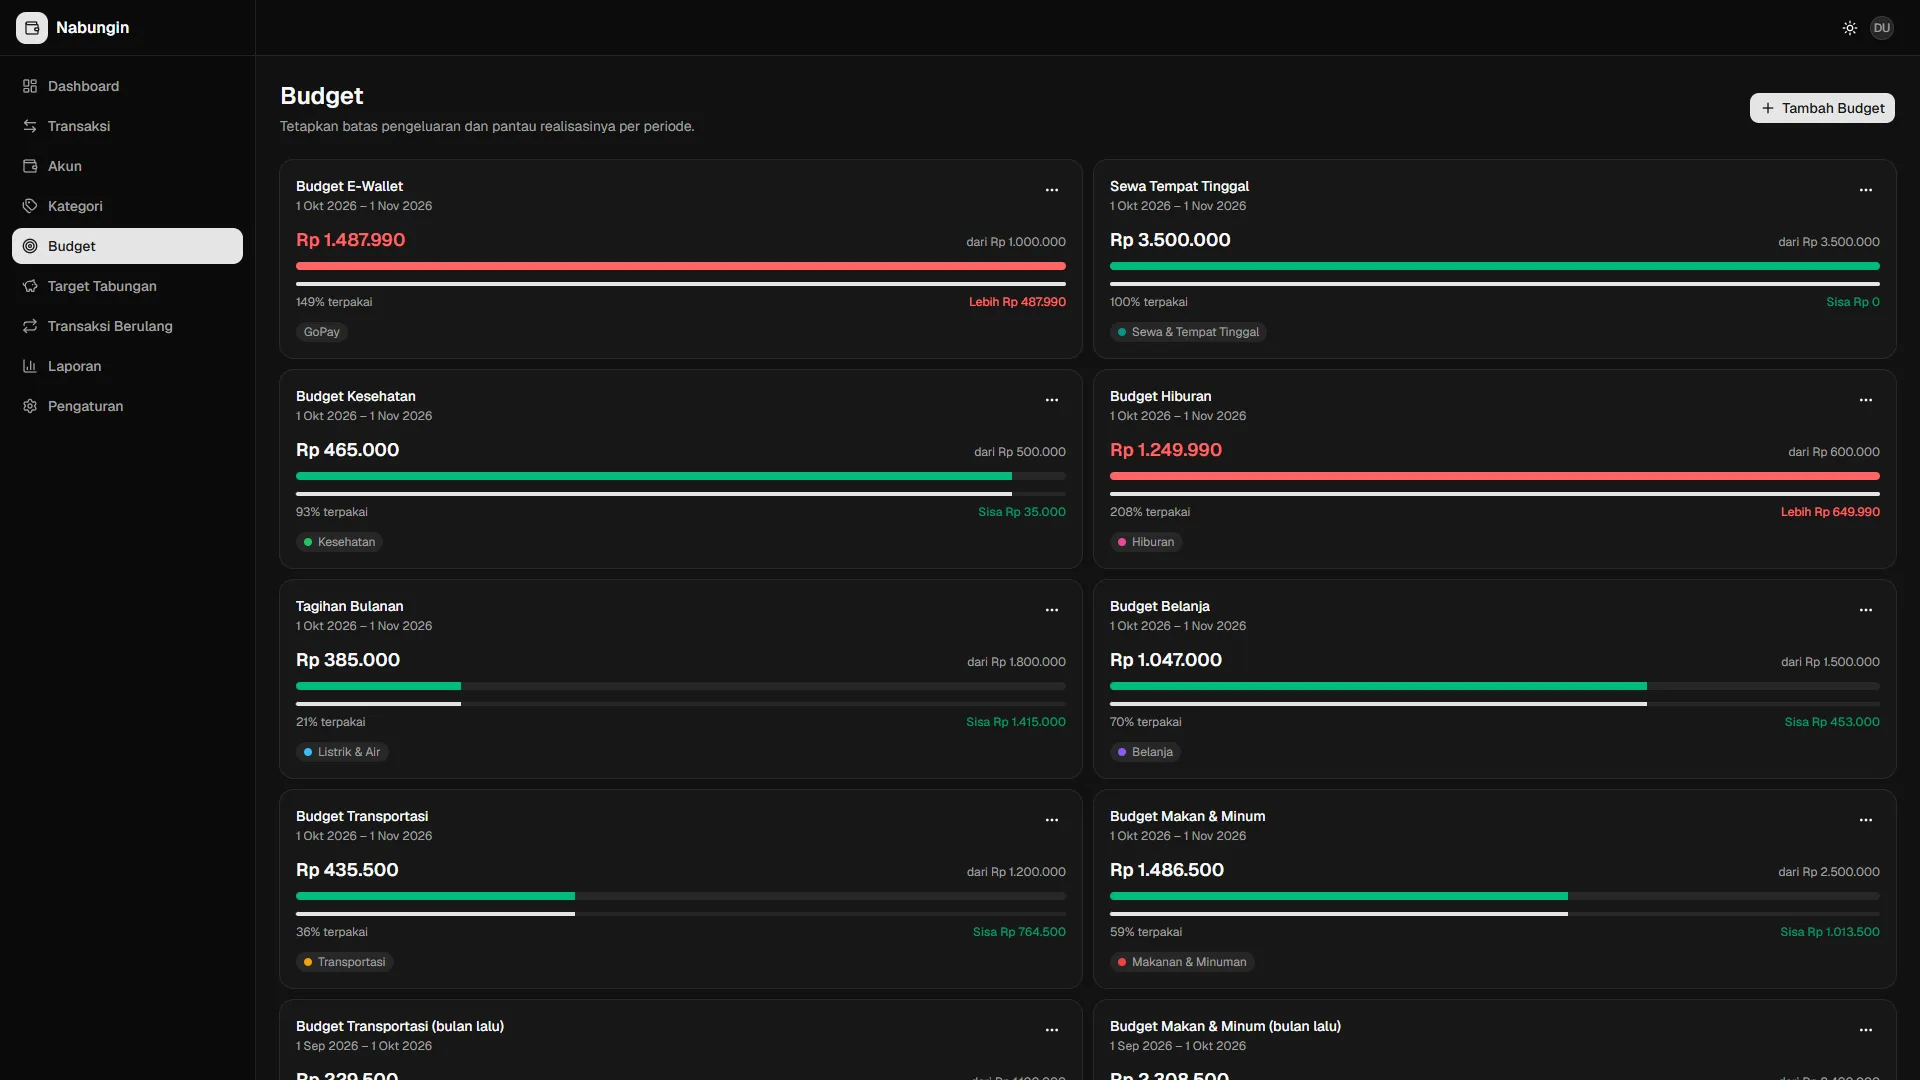 Nabungin
DU
Dashboard
Transaksi
Akun
Kategori
Budget
Target Tabungan
Transaksi Berulang
Laporan
Pengaturan
Budget
Tetapkan batas pengeluaran dan pantau realisasinya per periode.
Tambah Budget
Budget E-Wallet
1 Okt 2026 – 1 Nov 2026
Rp 1.487.990
dari Rp 1.000.000
149% terpakai
Lebih Rp 487.990
GoPay
Sewa Tempat Tinggal
1 Okt 2026 – 1 Nov 2026
Rp 3.500.000
dari Rp 3.500.000
100% terpakai
Sisa Rp 0
Sewa & Tempat Tinggal
Budget Kesehatan
1 Okt 2026 – 1 Nov 2026
Rp 465.000
dari Rp 500.000
93% terpakai
Sisa Rp 35.000
Kesehatan
Budget Hiburan
1 Okt 2026 – 1 Nov 2026
Rp 1.249.990
dari Rp 600.000
208% terpakai
Lebih Rp 649.990
Hiburan
Tagihan Bulanan
1 Okt 2026 – 1 Nov 2026
Rp 385.000
dari Rp 1.800.000
21% terpakai
Sisa Rp 1.415.000
Listrik & Air
Budget Belanja
1 Okt 2026 – 1 Nov 2026
Rp 1.047.000
dari Rp 1.500.000
70% terpakai
Sisa Rp 453.000
Belanja
Budget Transportasi
1 Okt 2026 – 1 Nov 2026
Rp 435.500
dari Rp 1.200.000
36% terpakai
Sisa Rp 764.500
Transportasi
Budget Makan & Minum
1 Okt 2026 – 1 Nov 2026
Rp 1.486.500
dari Rp 2.500.000
59% terpakai
Sisa Rp 1.013.500
Makanan & Minuman
Budget Transportasi (bulan lalu)
1 Sep 2026 – 1 Okt 2026
Rp 229.500
Budget Makan & Minum (bulan lalu)
1 Sep 2026 – 1 Okt 2026
Rp 2.308.500